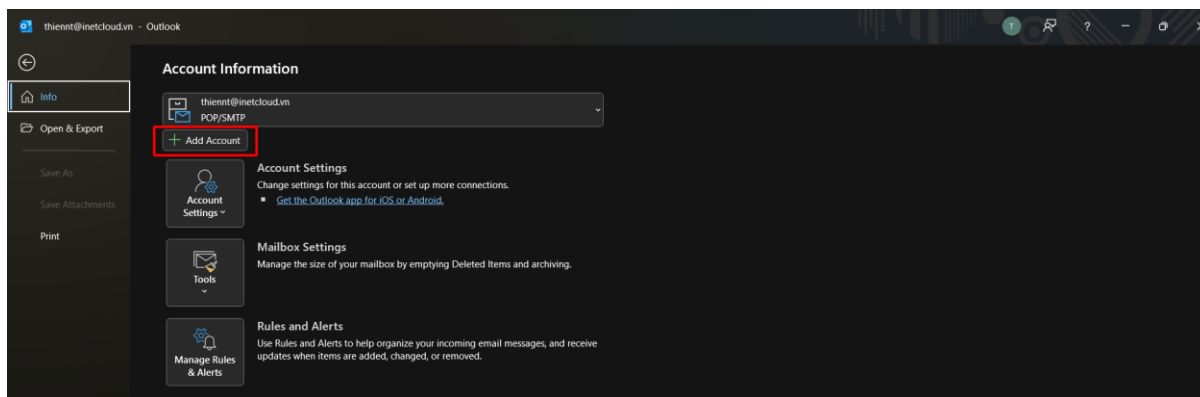 thiennt@inetcloud.vn - Outlook
T
?
Account Information
Info
thiennt@inetcloud.vn
POP/SMTP
Open & Export
Add Account
Save As
Save Attachments
Print
Account Settings
Account Settings
Change settings for this account or set up more connections.
Get the Outlook app for iOS or Android.
Tools
Mailbox Settings
Manage the size of your mailbox by emptying Deleted Items and archiving.
Manage Rules
& Alerts
Rules and Alerts
Use Rules and Alerts to help organize your incoming email messages, and receive
updates when items are added, changed, or removed.